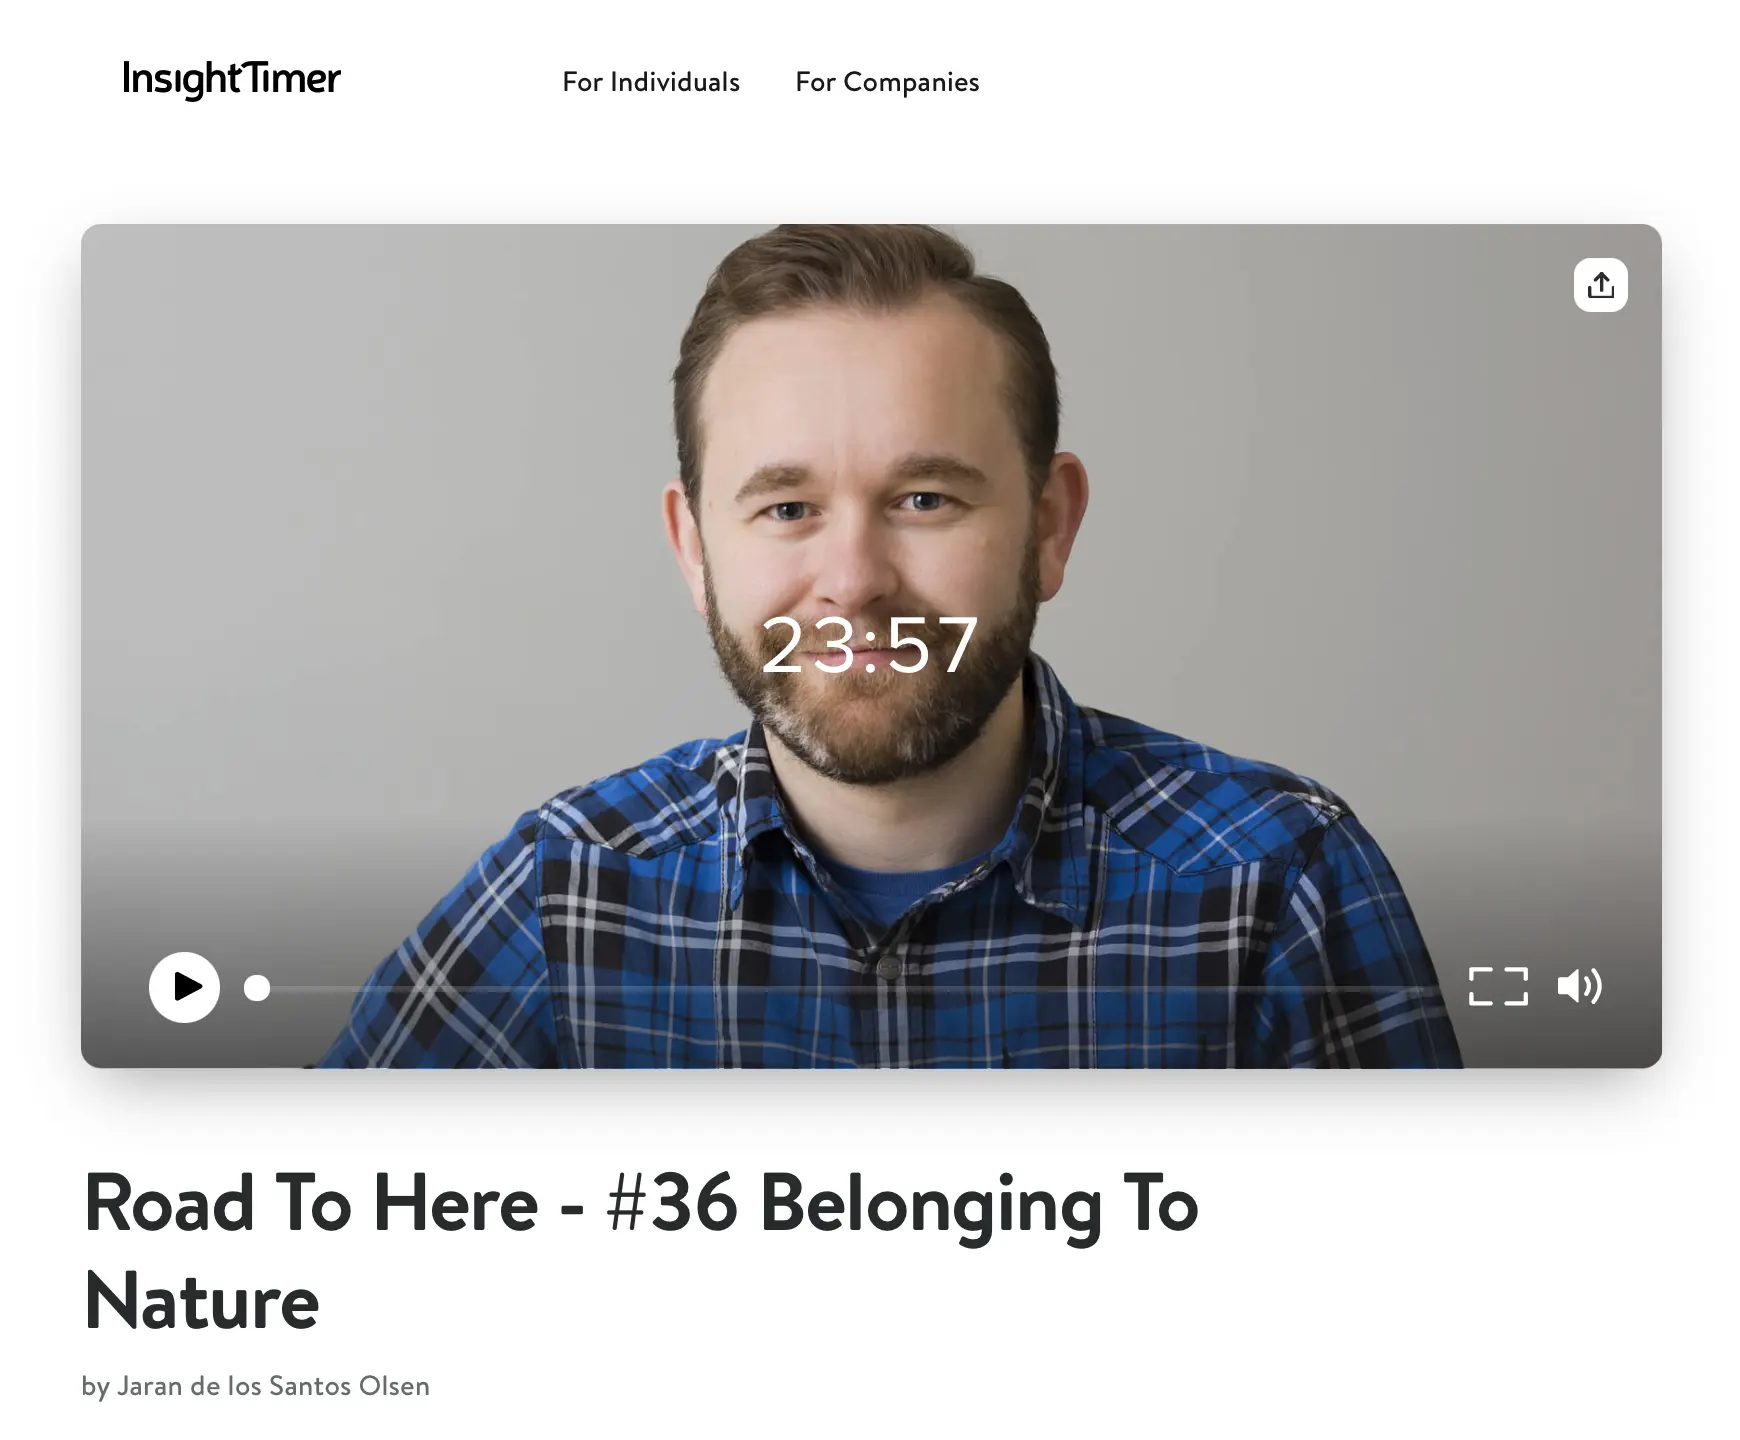 InsightTimer
For Individuals
For Companies
23:57
Road To Here - #36 Belonging To
Nature
by Jaran de los Santos Olsen